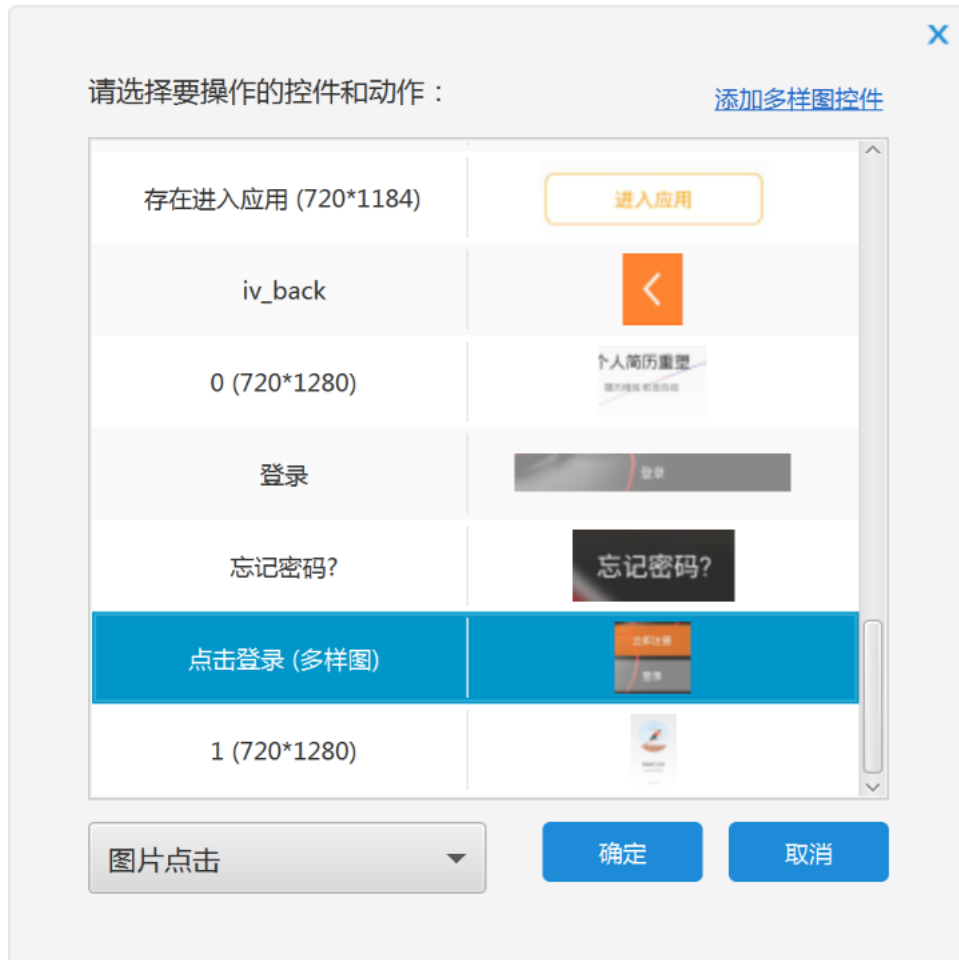 X
请选择要操作的控件和动作：
添加多样图控件
存在进入应用 (720*1184)
进入应用
iv_back
0 (720*1280)
个人简历重塑
登录
登录
忘记密码?
忘记密码?
点击登录 (多样图)
立即注册
登录
1 (720*1280)
图片点击
确定
取消